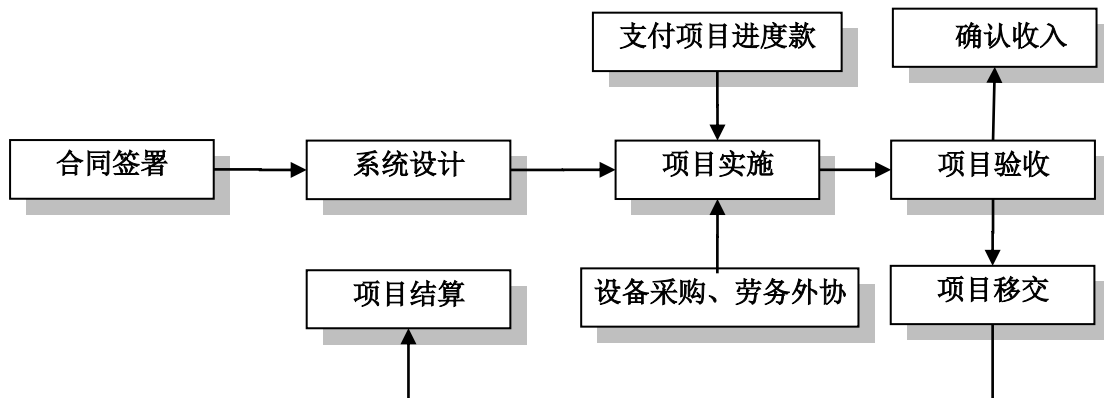 支付项目进度款
确认收入
合同签署
系统设计
项目实施
项目验收
项目结算
设备采购、劳务外协
项目移交